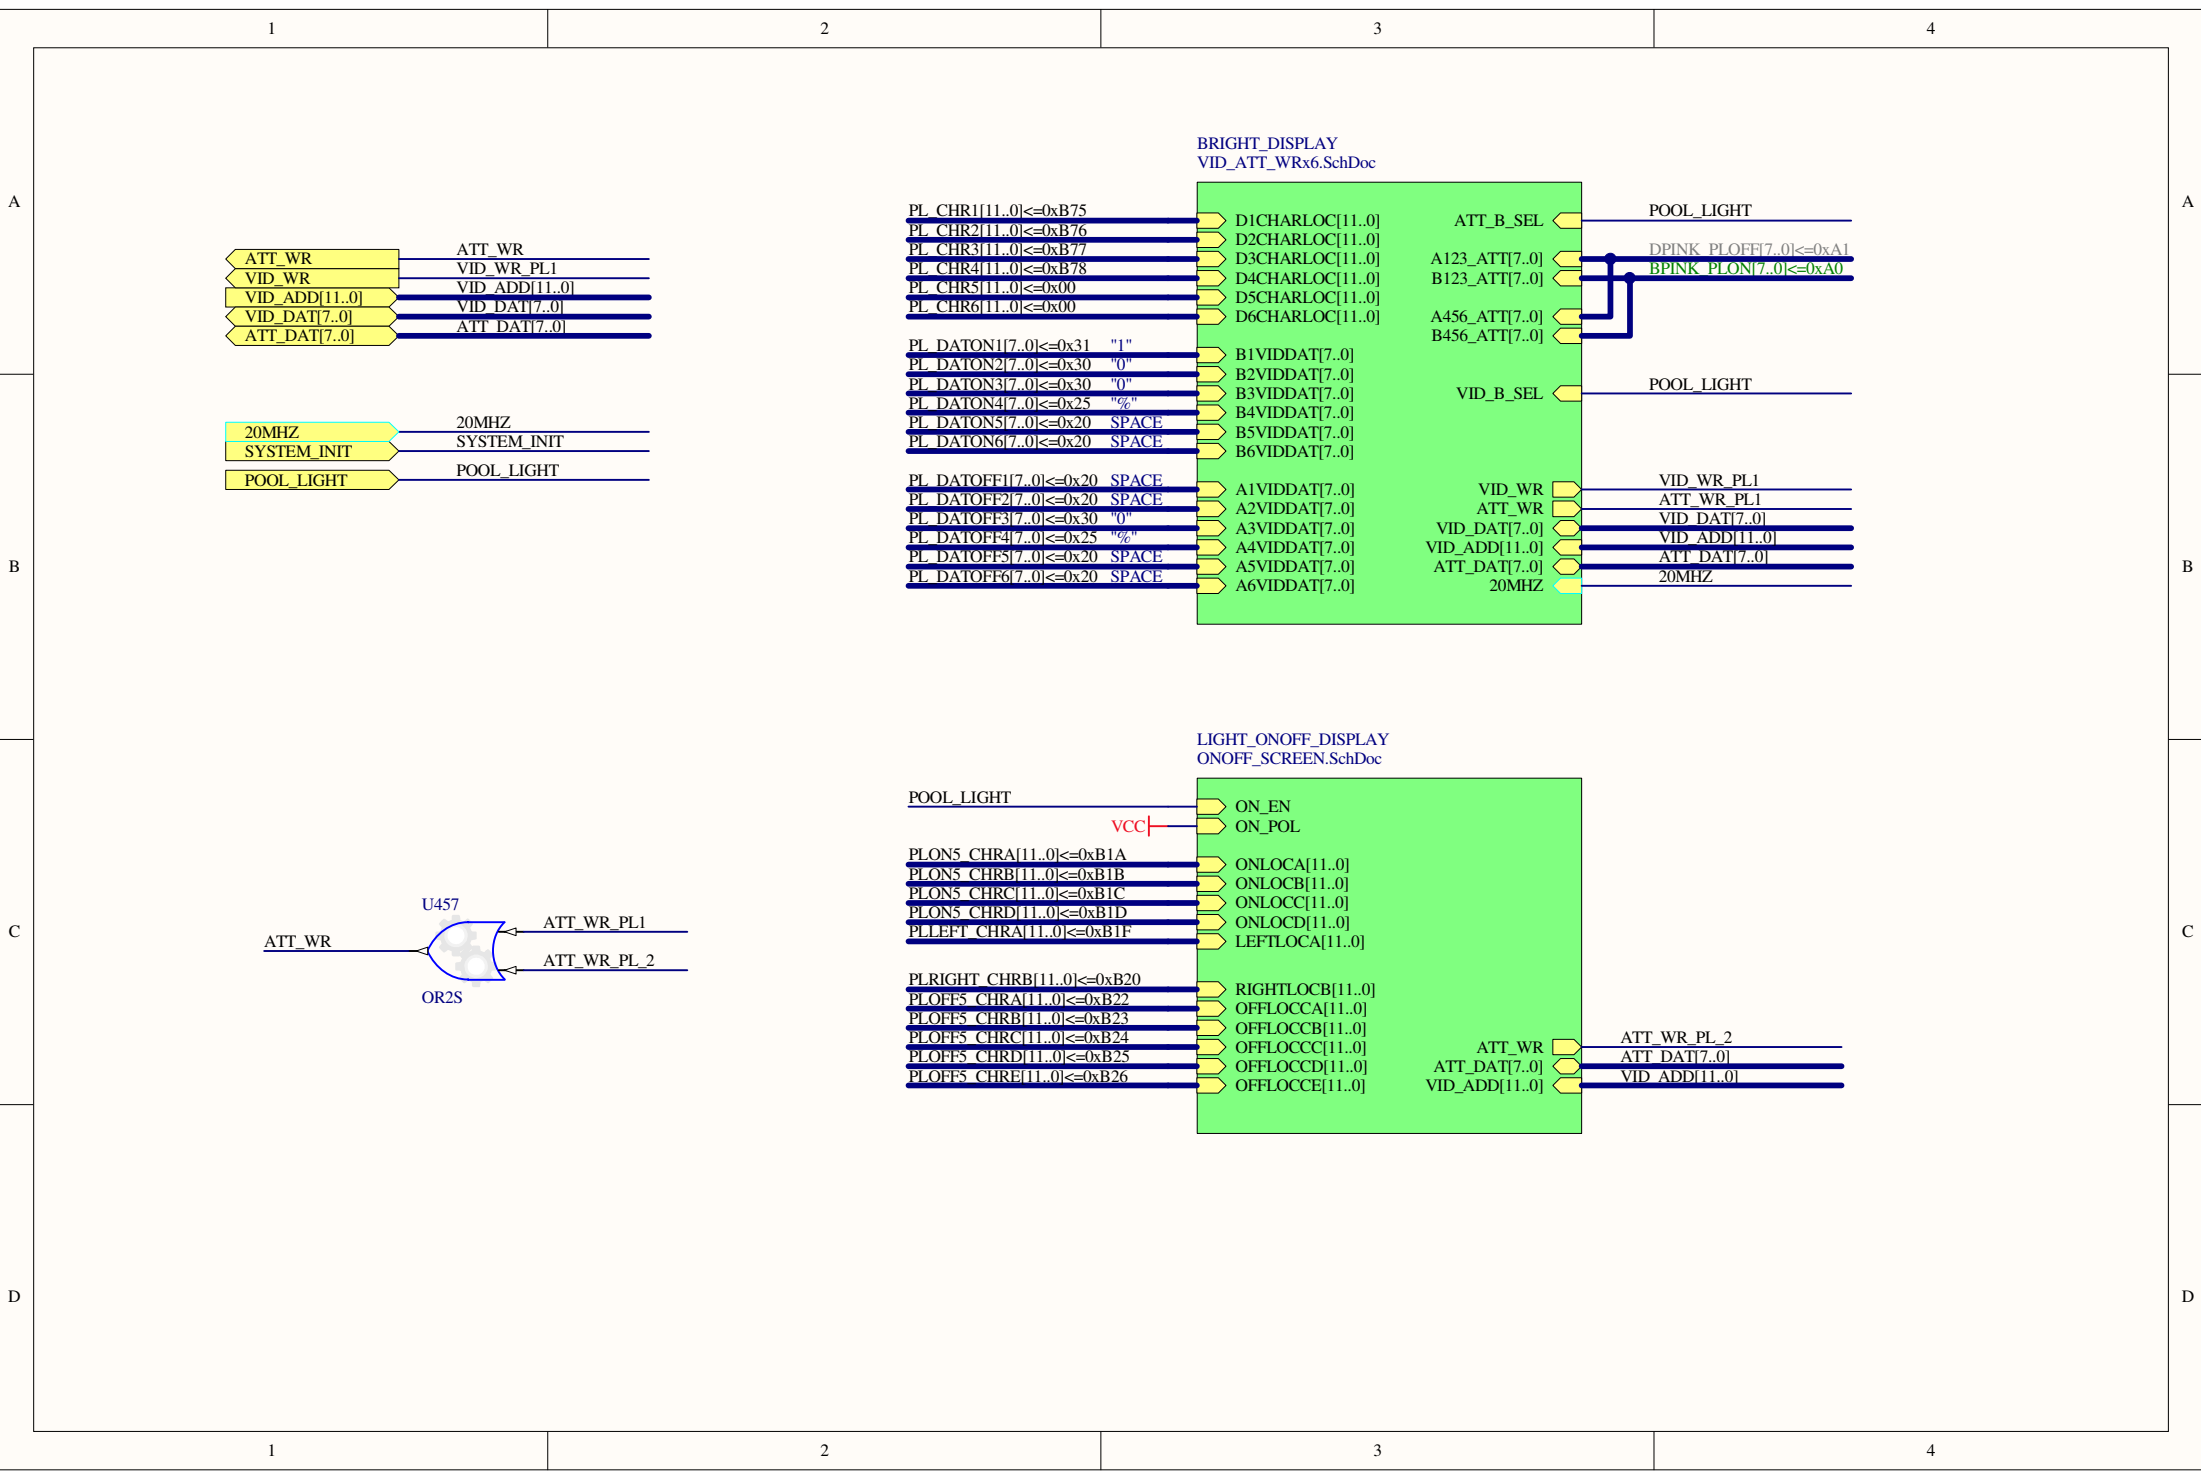 1 2 3 4
A A
B B
C C
D D
ATT_WR ATT_WR
VID_WR VID_WR_PL1
VID_ADD[11..0] VID_ADD[11..0]
VID_DAT[7..0] VID_DAT[7..0]
ATT_DAT[7..0] ATT_DAT[7..0]
20MHZ 20MHZ
SYSTEM_INIT SYSTEM_INIT
POOL_LIGHT POOL_LIGHT
BRIGHT_DISPLAY
VID_ATT_WRx6.SchDoc
PL_CHR1[11..0]<=0xB75 D1CHARLOC[11..0]
PL_CHR2[11..0]<=0xB76 D2CHARLOC[11..0]
PL_CHR3[11..0]<=0xB77 D3CHARLOC[11..0]
PL_CHR4[11..0]<=0xB78 D4CHARLOC[11..0]
PL_CHR5[11..0]<=0x00 D5CHARLOC[11..0]
PL_CHR6[11..0]<=0x00 D6CHARLOC[11..0]
PL_DATON1[7..0]<=0x31 "1" B1VIDDAT[7..0]
PL_DATON2[7..0]<=0x30 "0" B2VIDDAT[7..0]
PL_DATON3[7..0]<=0x30 "0" B3VIDDAT[7..0]
PL_DATON4[7..0]<=0x25 "%" B4VIDDAT[7..0]
PL_DATON5[7..0]<=0x20 SPACE B5VIDDAT[7..0]
PL_DATON6[7..0]<=0x20 SPACE B6VIDDAT[7..0]
PL_DATOFF1[7..0]<=0x20 SPACE A1VIDDAT[7..0]
PL_DATOFF2[7..0]<=0x20 SPACE A2VIDDAT[7..0]
PL_DATOFF3[7..0]<=0x30 "0" A3VIDDAT[7..0]
PL_DATOFF4[7..0]<=0x25 "%" A4VIDDAT[7..0]
PL_DATOFF5[7..0]<=0x20 SPACE A5VIDDAT[7..0]
PL_DATOFF6[7..0]<=0x20 SPACE A6VIDDAT[7..0]
ATT_B_SEL POOL_LIGHT
A123_ATT[7..0] DPINK_PLOFF[7..0]<=0xA1
B123_ATT[7..0] BPINK_PLON[7..0]<=0xA0
A456_ATT[7..0]
B456_ATT[7..0]
VID_B_SEL POOL_LIGHT
VID_WR VID_WR_PL1
ATT_WR ATT_WR_PL1
VID_DAT[7..0] VID_DAT[7..0]
VID_ADD[11..0] VID_ADD[11..0]
ATT_DAT[7..0] ATT_DAT[7..0]
20MHZ 20MHZ
U457
ATT_WR
ATT_WR_PL1
ATT_WR_PL_2
OR2S
LIGHT_ONOFF_DISPLAY
ONOFF_SCREEN.SchDoc
POOL_LIGHT ON_EN
VCC ON_POL
PLON5_CHRA[11..0]<=0xB1A ONLOCA[11..0]
PLON5_CHRB[11..0]<=0xB1B ONLOCB[11..0]
PLON5_CHRC[11..0]<=0xB1C ONLOCC[11..0]
PLON5_CHRD[11..0]<=0xB1D ONLOCD[11..0]
PLLEFT_CHRA[11..0]<=0xB1F LEFTLOCA[11..0]
PLRIGHT_CHRB[11..0]<=0xB20 RIGHTLOCB[11..0]
PLOFF5_CHRA[11..0]<=0xB22 OFFLOCCA[11..0]
PLOFF5_CHRB[11..0]<=0xB23 OFFLOCCB[11..0]
PLOFF5_CHRC[11..0]<=0xB24 OFFLOCCC[11..0]
PLOFF5_CHRD[11..0]<=0xB25 OFFLOCCD[11..0]
PLOFF5_CHRE[11..0]<=0xB26 OFFLOCCE[11..0]
ATT_WR ATT_WR_PL_2
ATT_DAT[7..0] ATT_DAT[7..0]
VID_ADD[11..0] VID_ADD[11..0]
1 2 3 4